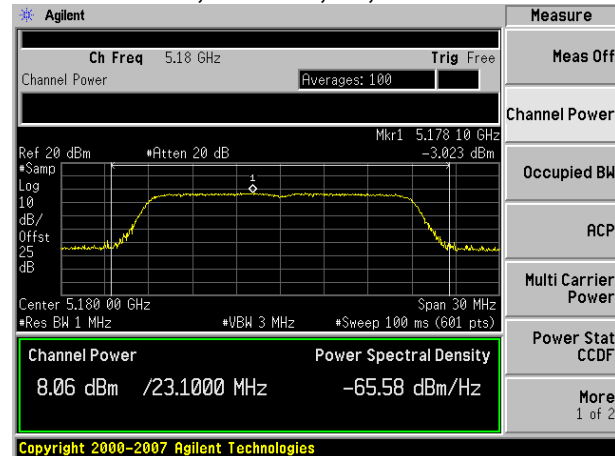 Agilent
Measure
Ch Freq 5.18 GHz Trig Free
Meas Off
Channel Power Averages: 100
Channel Power
Mkr1 5.178 10 GHz
Ref 20 dBm #Atten 20 dB -3.023 dBm
#Samp
Log
10
dB/
Offst
25
dB
1
Occupied BW
ACP
Multi Carrier
Power
Center 5.180 00 GHz Span 30 MHz
#Res BW 1 MHz #VBW 3 MHz #Sweep 100 ms (601 pts)
Power Stat
CCDF
Channel Power Power Spectral Density
8.06 dBm /23.1000 MHz -65.58 dBm/Hz
More
1 of 2
Copyright 2000-2007 Agilent Technologies